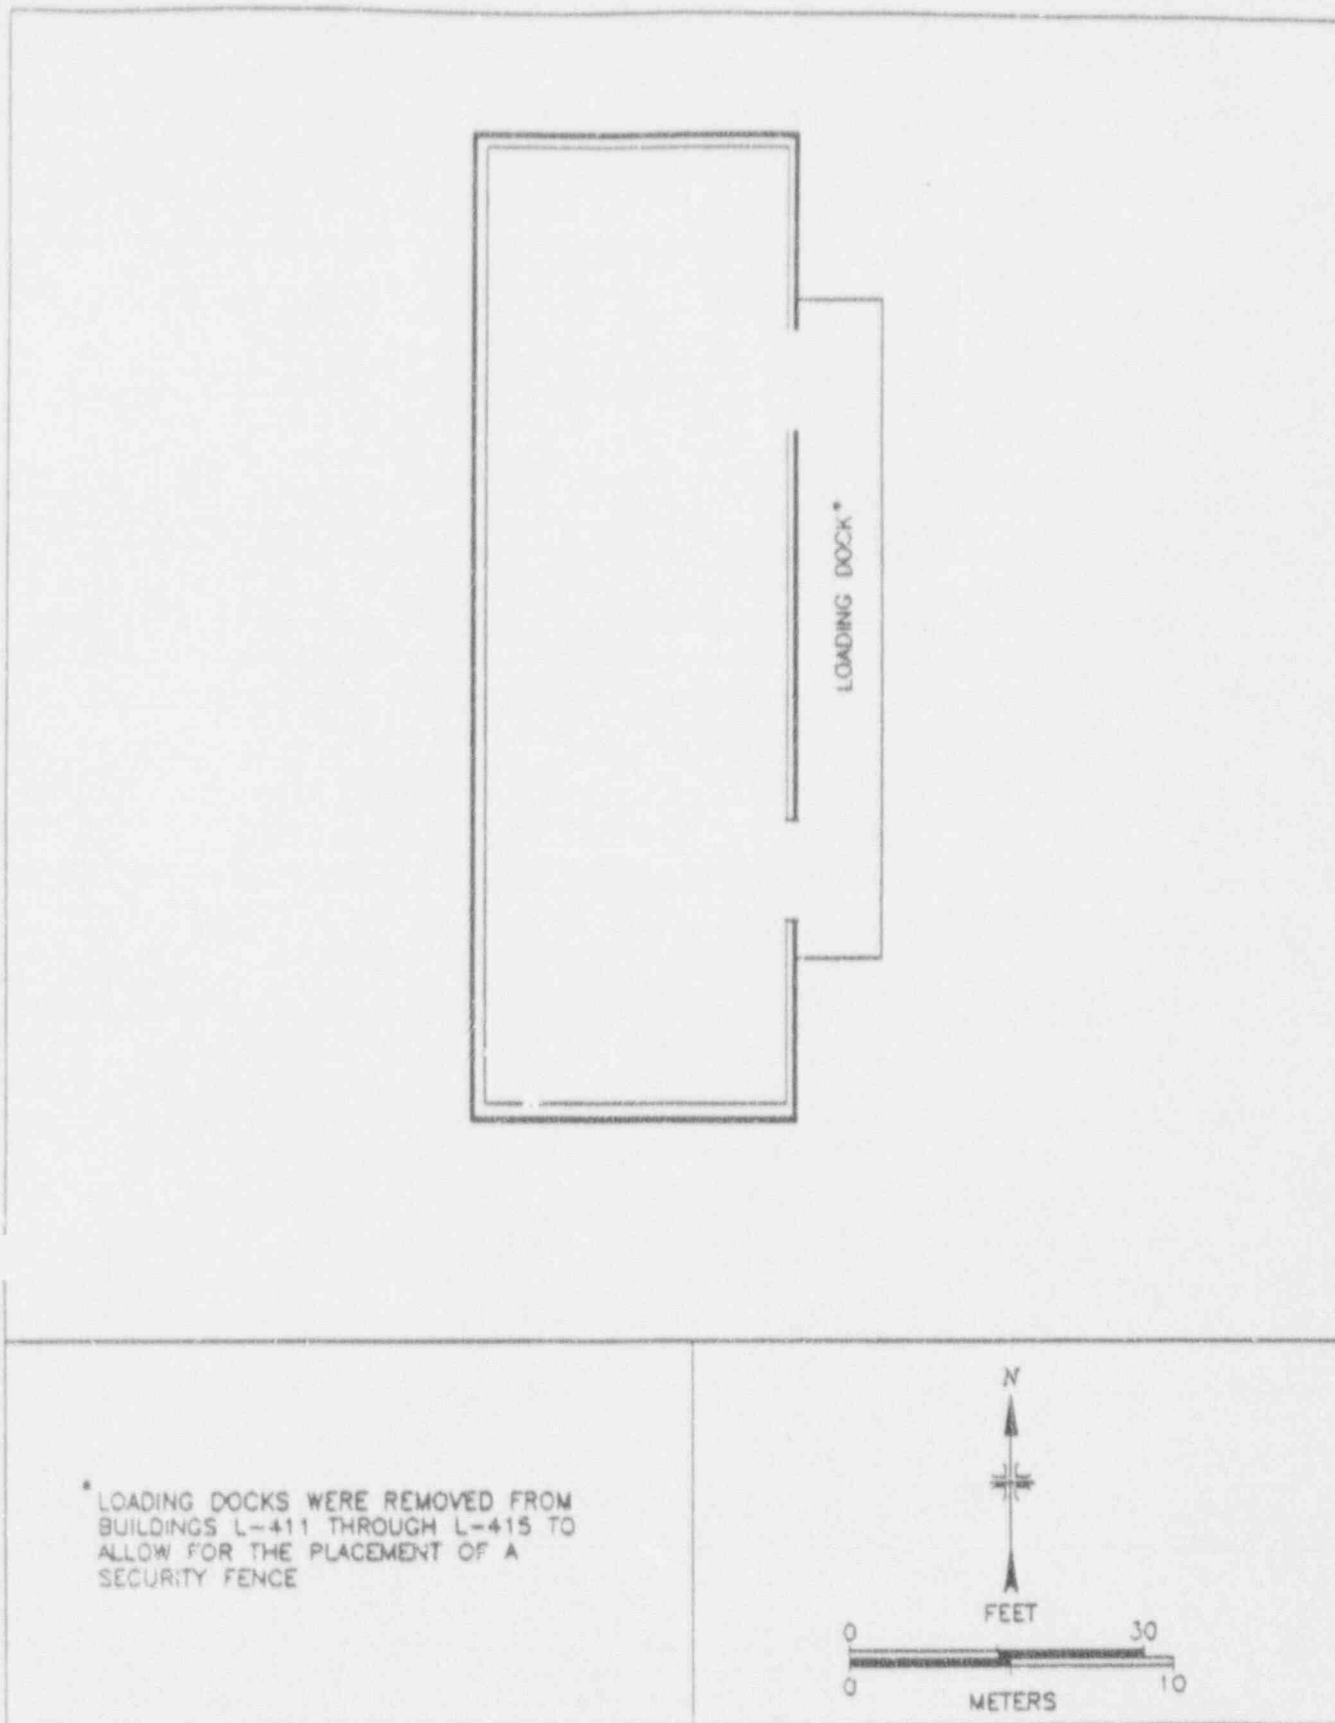 LOADING DOCK*
* LOADING DOCKS WERE REMOVED FROM
BUILDINGS L-411 THROUGH L-415 TO
ALLOW FOR THE PLACEMENT OF A
SECURITY FENCE
N
FEET
0 30
0 10
METERS